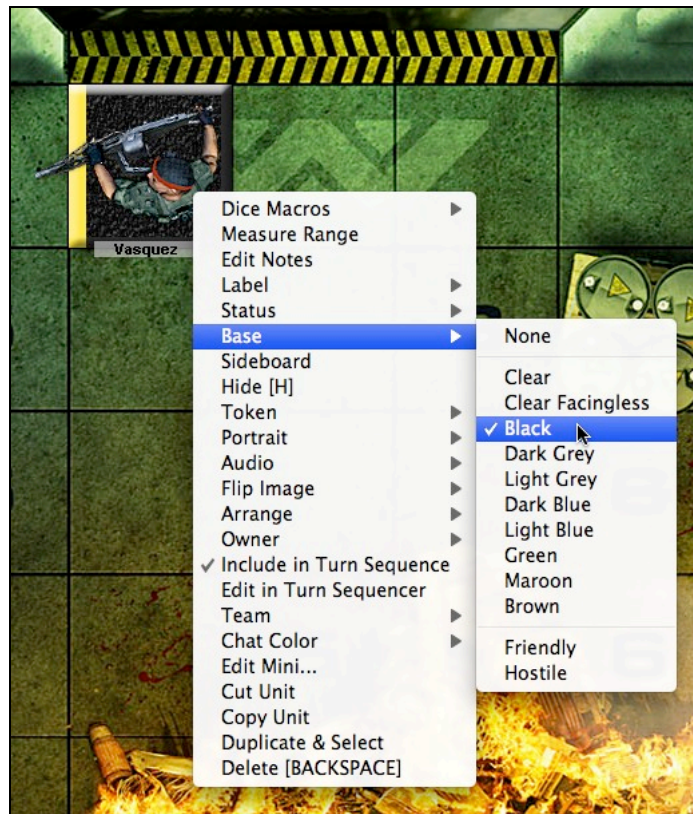 Vasquez
Dice Macros
Measure Range
Edit Notes
Label
Status
Base
Sideboard
Hide [H]
Token
Portrait
Audio
Flip Image
Arrange
Owner
✓ Include in Turn Sequence
Edit in Turn Sequencer
Team
Chat Color
Edit Mini...
Cut Unit
Copy Unit
Duplicate & Select
Delete [BACKSPACE]
None
Clear
Clear Facingless
✓ Black
Dark Grey
Light Grey
Dark Blue
Light Blue
Green
Maroon
Brown
Friendly
Hostile